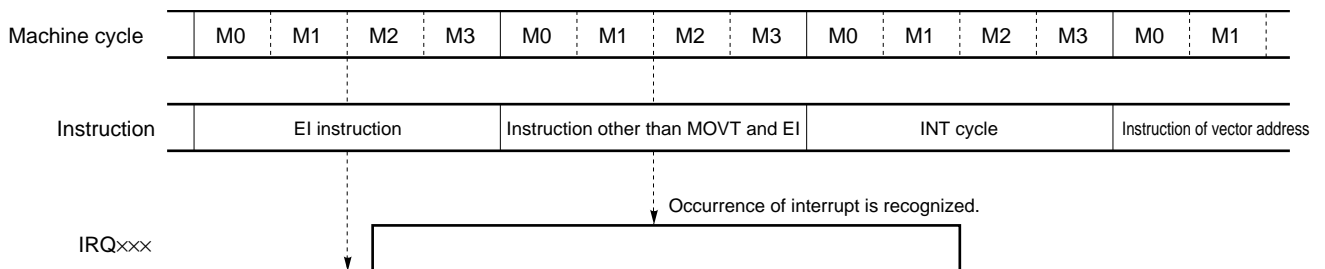 Machine cycle M0 M1 M2 M3 M0 M1 M2 M3 M0 M1 M2 M3 M0 M1
Instruction EI instruction Instruction other than MOVT and EI INT cycle Instruction of vector address
Occurrence of interrupt is recognized.
IRQ×××